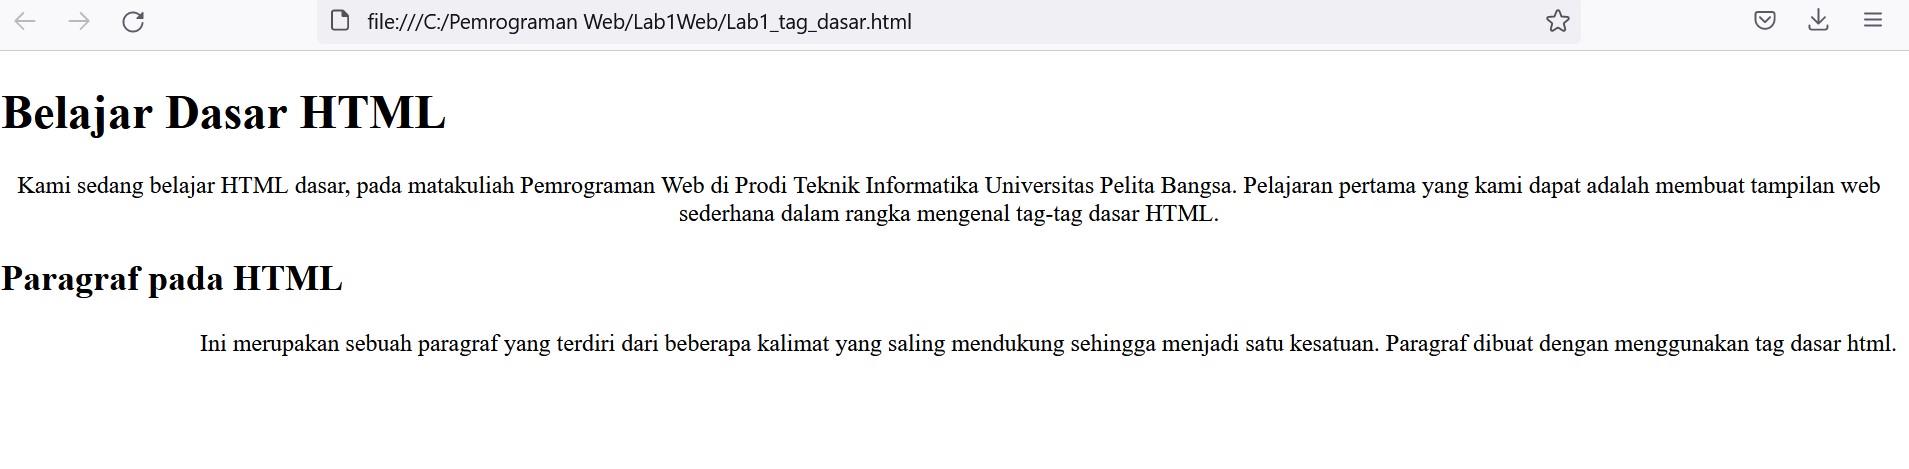 file:///C:/Pemrograman Web/Lab1Web/Lab1_tag_dasar.html
Belajar Dasar HTML
Kami sedang belajar HTML dasar, pada matakuliah Pemrograman Web di Prodi Teknik Informatika Universitas Pelita Bangsa. Pelajaran pertama yang kami dapat adalah membuat tampilan web
sederhana dalam rangka mengenal tag-tag dasar HTML.
Paragraf pada HTML
Ini merupakan sebuah paragraf yang terdiri dari beberapa kalimat yang saling mendukung sehingga menjadi satu kesatuan. Paragraf dibuat dengan menggunakan tag dasar html.